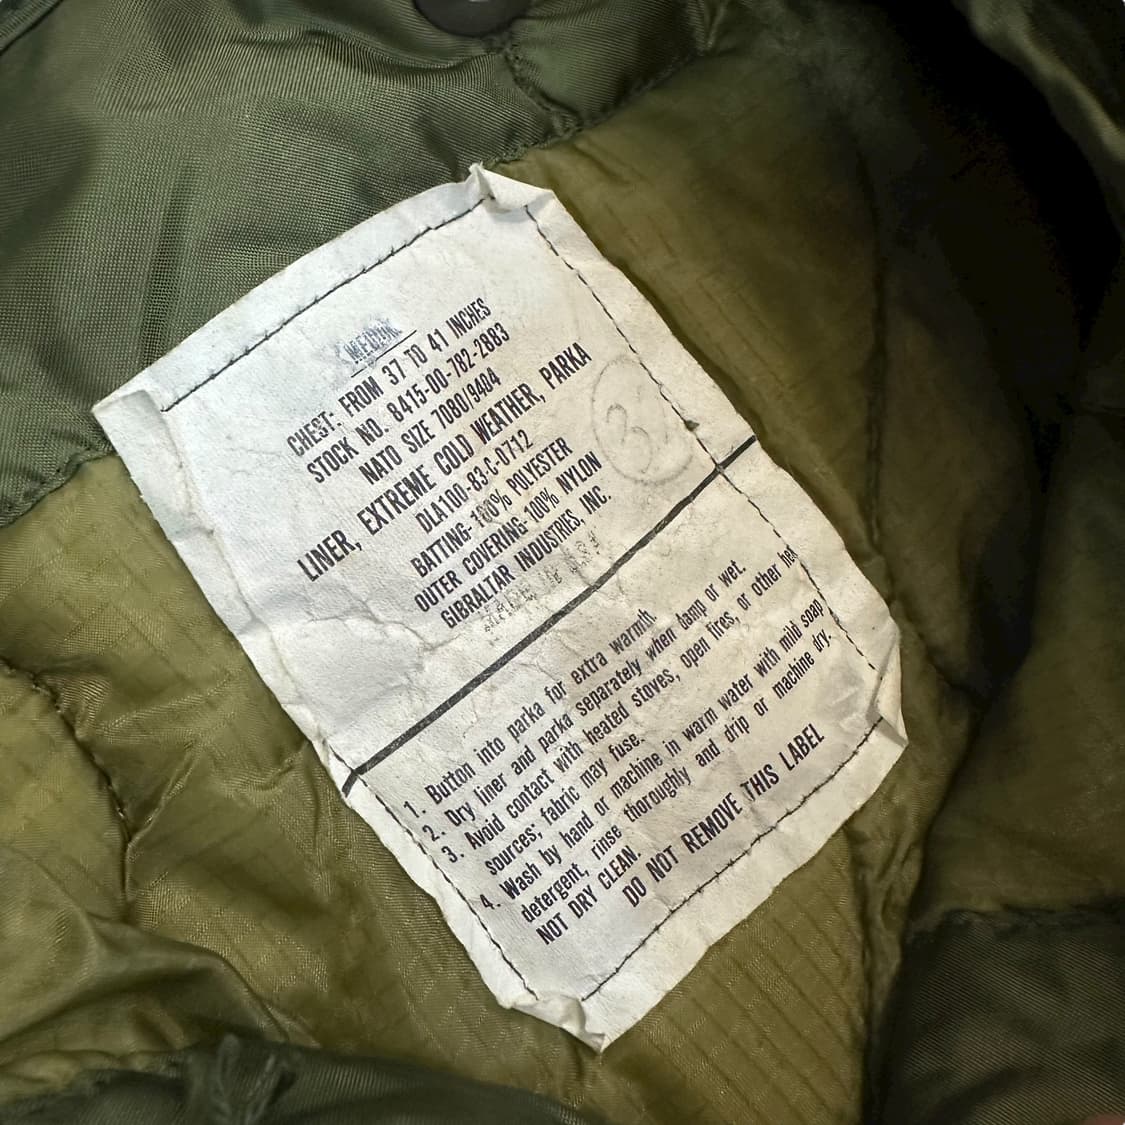 MEDIUM
CHEST: FROM 37 TO 41 INCHES
STOCK NO. 8415-00-782-2883
NATO SIZE 7080/9404
LINER, EXTREME COLD WEATHER, PARKA
DLA100-83-C-0712
BATTING-100% POLYESTER
OUTER COVERING-100% NYLON
GIBRALTAR INDUSTRIES, INC.
MADE IN USA
1. Button into parka for extra warmth.
2. Dry liner and parka separately when damp or wet.
3. Avoid contact with heated stoves, open fires, or other
sources; fabric may fuse.
4. Wash by hand or machine in warm water with mild soap
detergent, rinse thoroughly and drip or machine dry.
NOT DRY CLEAN.
DO NOT REMOVE THIS LABEL